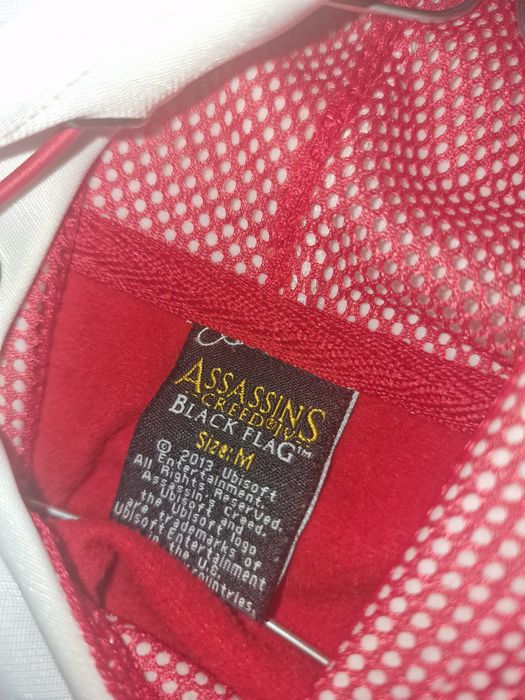 ASSASSINS
CREED® IV
BLACK FLAG™
Size: M
© 2013 Ubisoft
Entertainment.
All Rights Reserved.
Assassin's Creed,
Ubisoft and
the Ubisoft logo
are trademarks of
Ubisoft Entertainment
in the U.S.
countries.